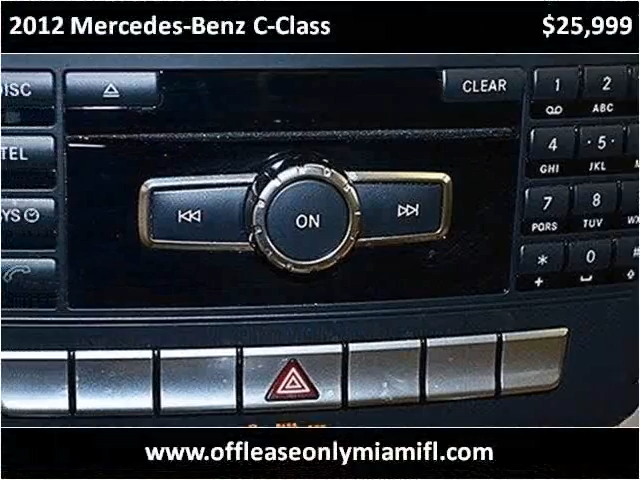 2012 Mercedes-Benz C-Class $25,999
DISC CLEAR 1 2
ABC
TEL 4 ·5·
GHI JKL
SYS ON 7 8
PQRS TUV
* 0
+
www.offleaseonlymiamifl.com